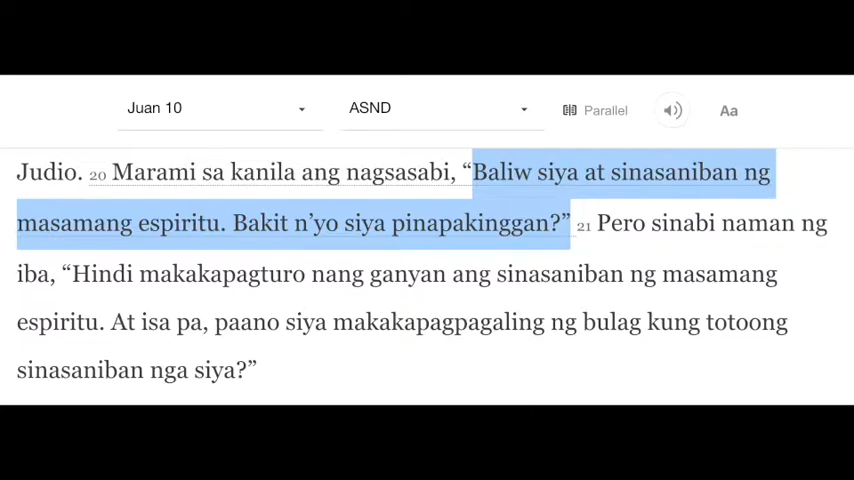 Juan 10 ASND Parallel Aa
Judio. 20 Marami sa kanila ang nagsasabi, “Baliw siya at sinasaniban ng
masamang espiritu. Bakit n’yo siya pinapakinggan?” 21 Pero sinabi naman ng
iba, “Hindi makakapagturo nang ganyan ang sinasaniban ng masamang
espiritu. At isa pa, paano siya makakapagpagaling ng bulag kung totoong
sinasaniban nga siya?”